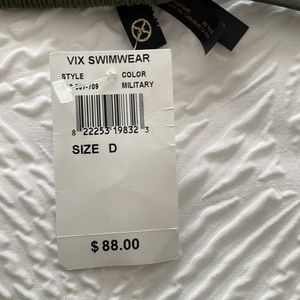 VIX SWIMWEAR
STYLE COLOR
MILITARY
8 22253 19832 3
SIZE D
$ 88.00